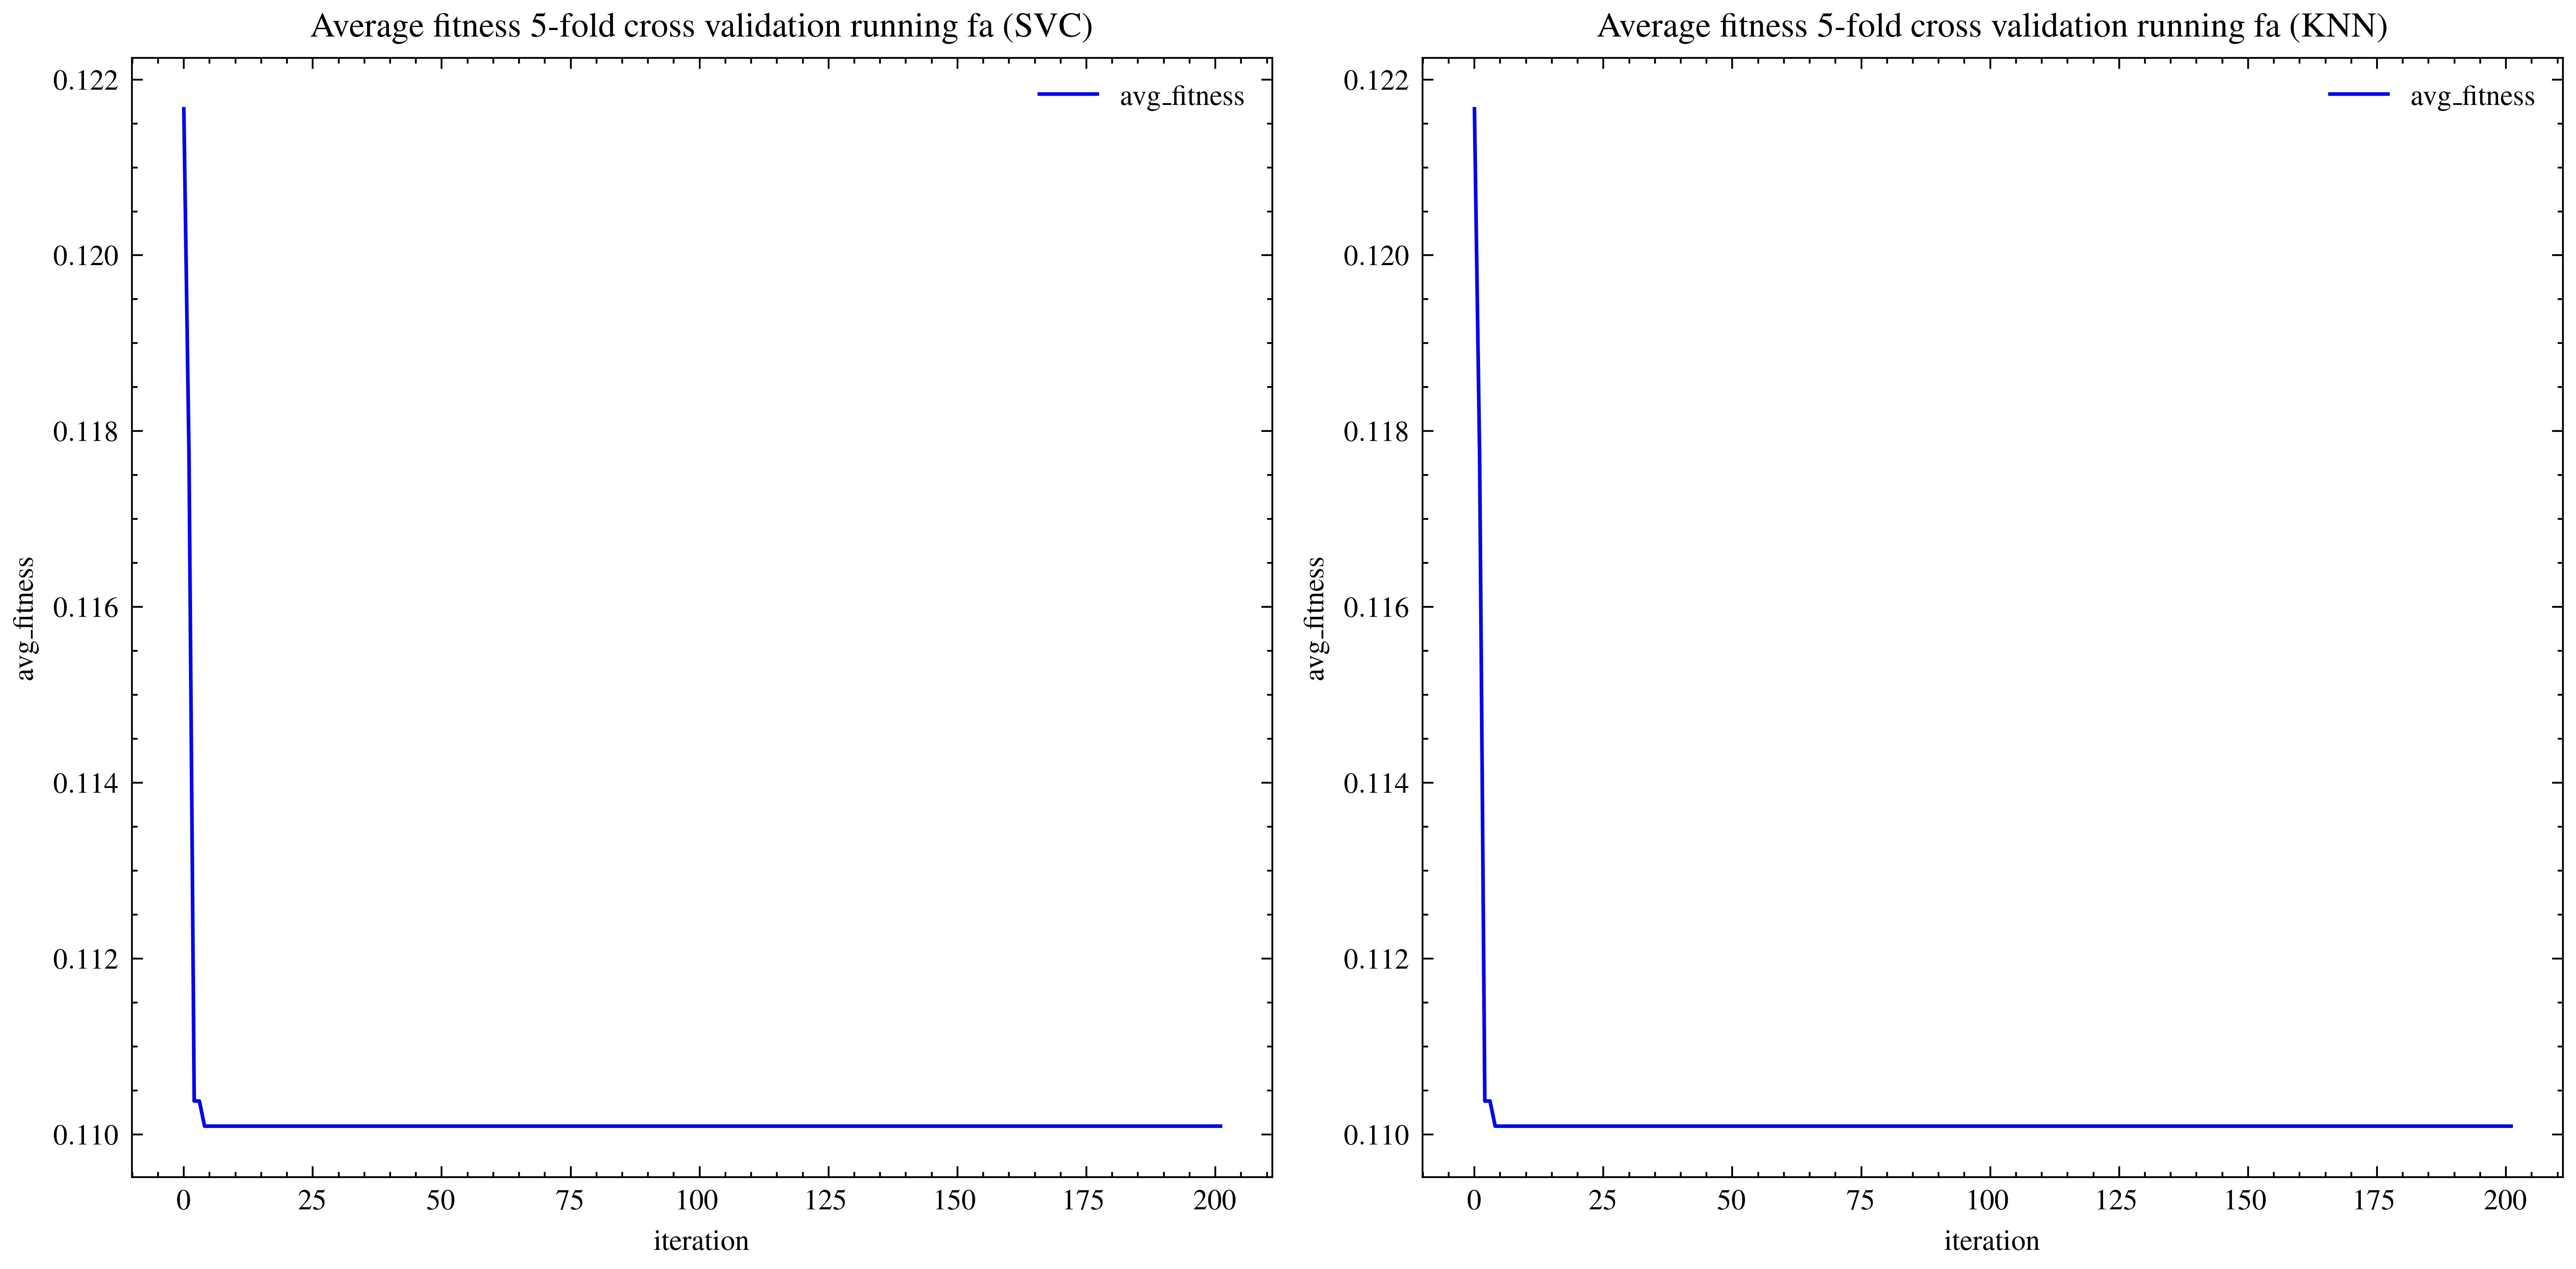 Average fitness 5-fold cross validation running fa (SVC)
avg_fitness
0.122
0.120
0.118
0.116
0.114
0.112
0.110
avg_fitness
0 25 50 75 100 125 150 175 200
iteration
Average fitness 5-fold cross validation running fa (KNN)
avg_fitness
0.122
0.120
0.118
0.116
0.114
0.112
0.110
avg_fitness
0 25 50 75 100 125 150 175 200
iteration